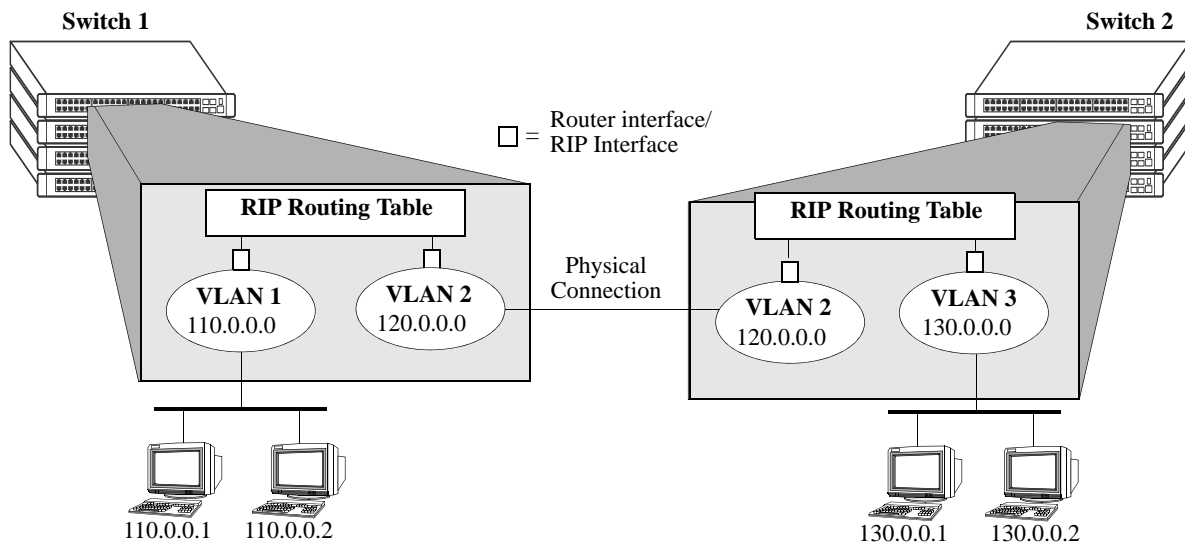 Switch 1
Switch 2
= Router interface/
RIP Interface
RIP Routing Table
RIP Routing Table
VLAN 1
110.0.0.0
VLAN 2
120.0.0.0
Physical
Connection
VLAN 2
120.0.0.0
VLAN 3
130.0.0.0
110.0.0.1
110.0.0.2
130.0.0.1
130.0.0.2